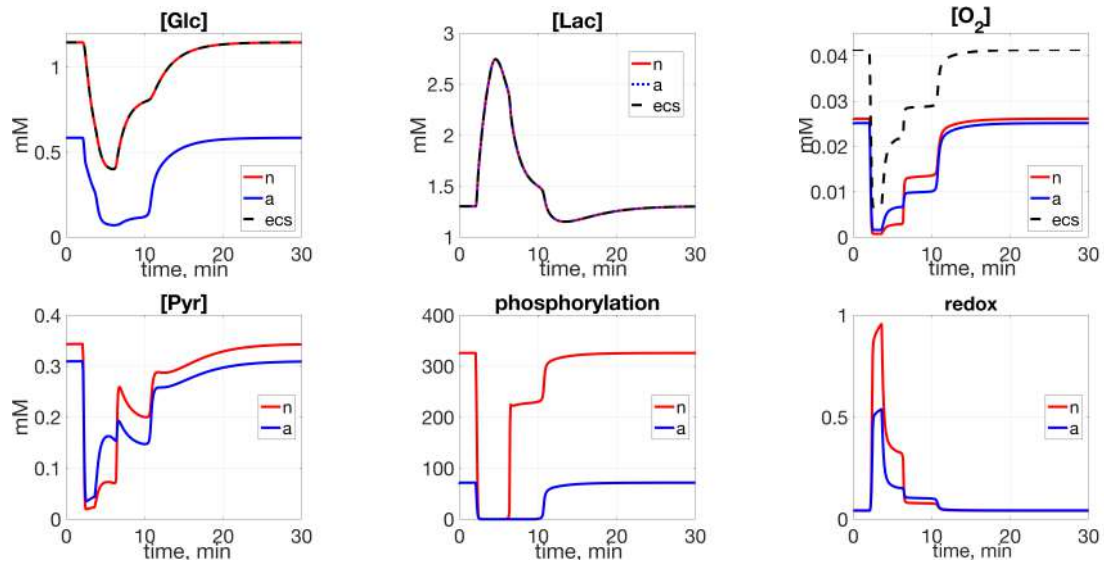 [Glc]
mM
1
0.5
0
0
10
20
30
time, min
n
a
ecs
[Lac]
mM
3
2.5
2
1.5
1
0
10
20
30
time, min
n
a
ecs
[O2]
mM
0.04
0.03
0.02
0.01
0
0
10
20
30
time, min
n
a
ecs
[Pyr]
mM
0.4
0.3
0.2
0.1
0
0
10
20
30
time, min
n
a
phosphorylation
400
300
200
100
0
0
10
20
30
time, min
n
a
redox
1
0.5
0
0
10
20
30
time, min
n
a